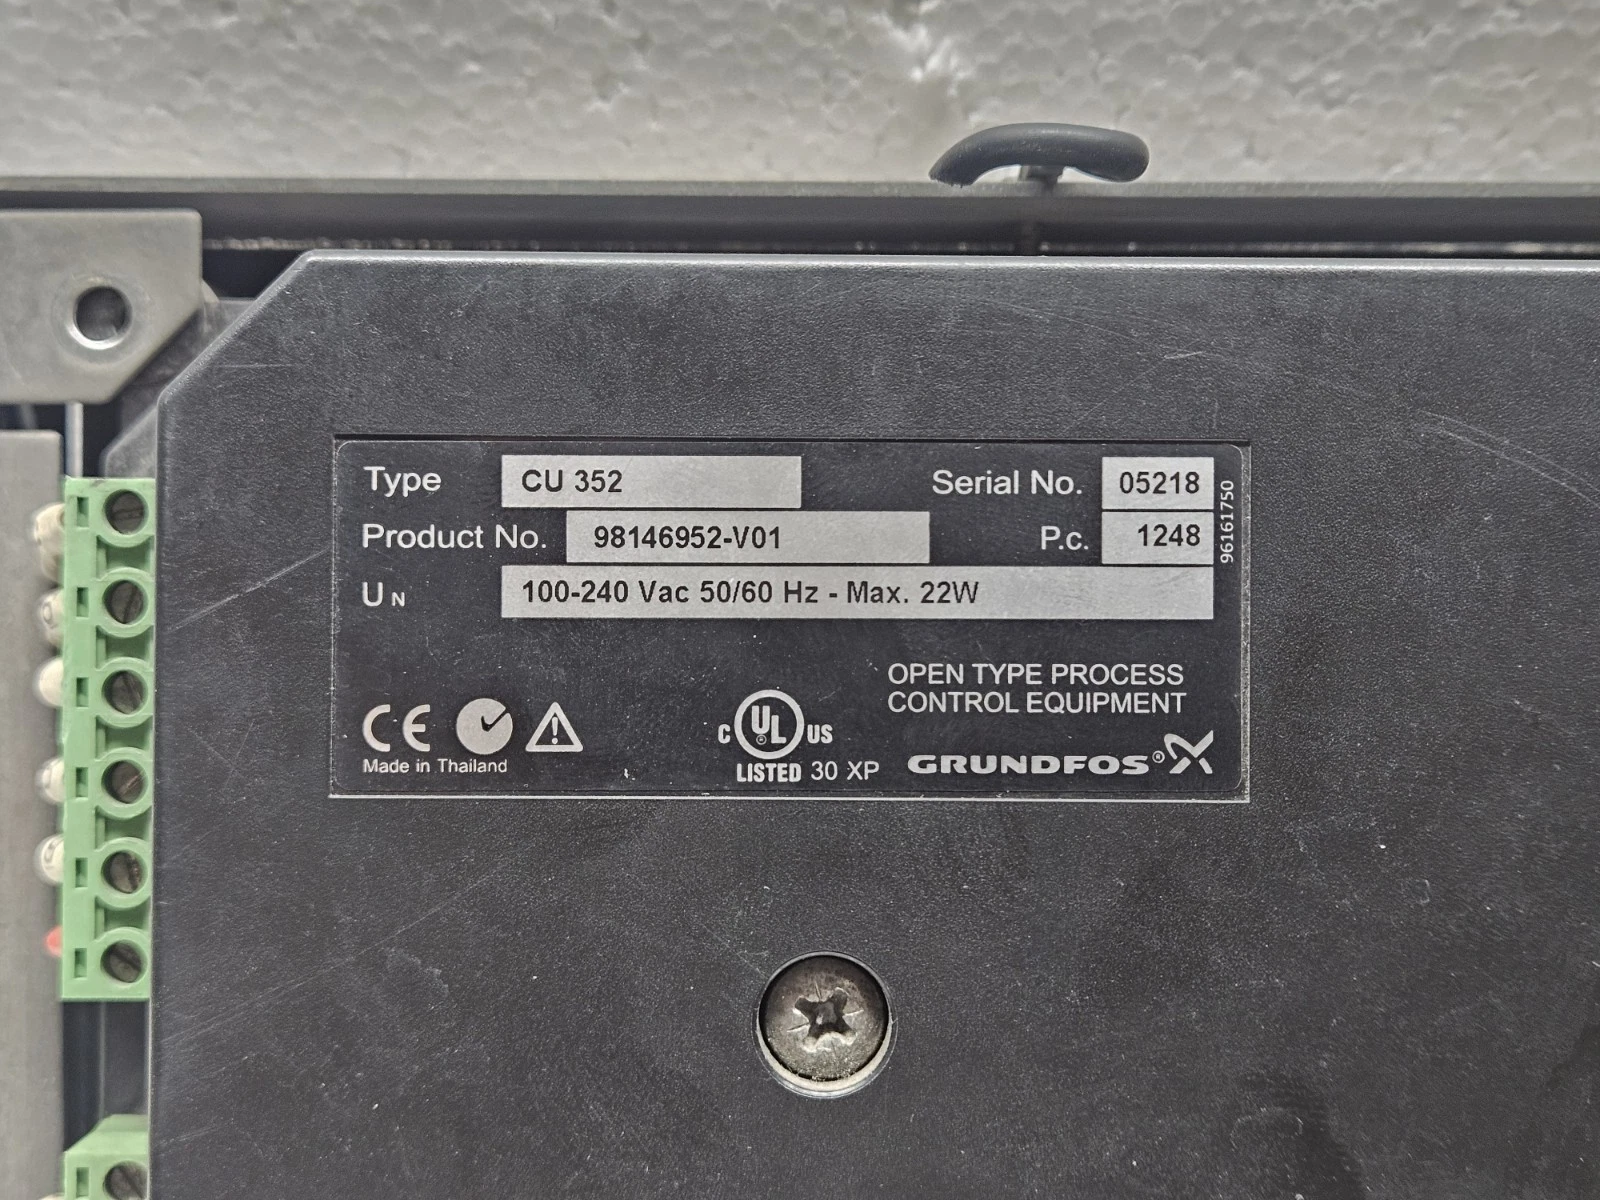 Type CU 352 Serial No. 05218
Product No. 98146952-V01 P.c. 1248
96161750
UN 100-240 Vac 50/60 Hz - Max. 22W
OPEN TYPE PROCESS
CONTROL EQUIPMENT
CE
C UL ® US
Made in Thailand
LISTED 30 XP
GRUNDFOS®